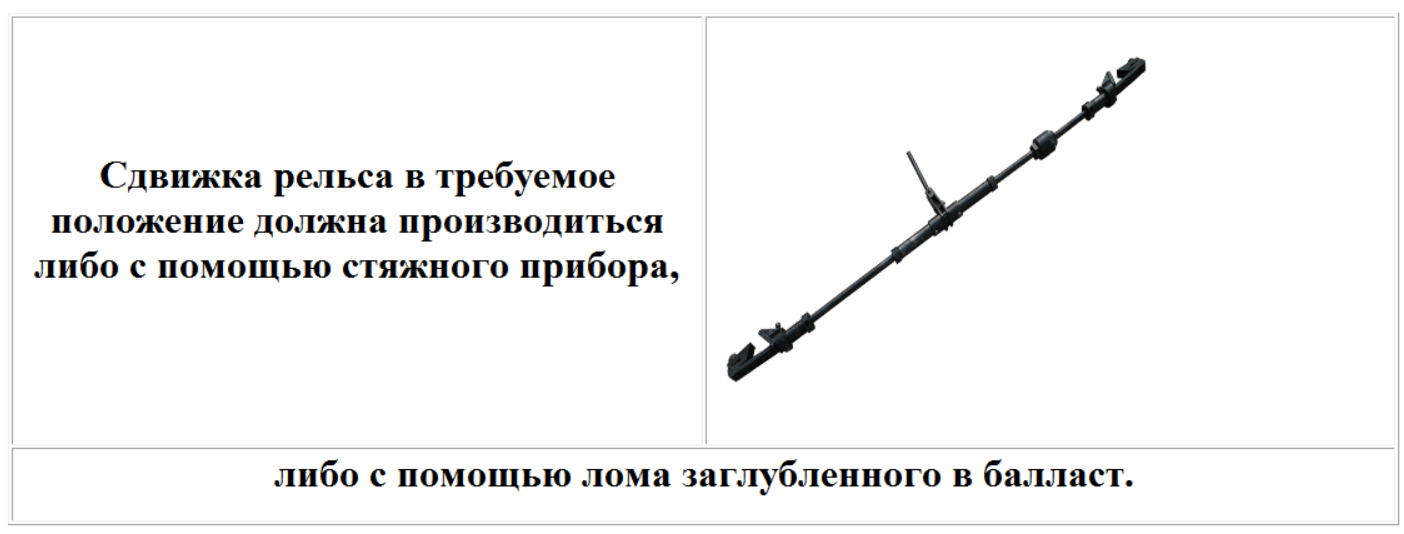 Сдвижка рельса в требуемое
положение должна производиться
либо с помощью стяжного прибора,
либо с помощью лома заглубленного в балласт.